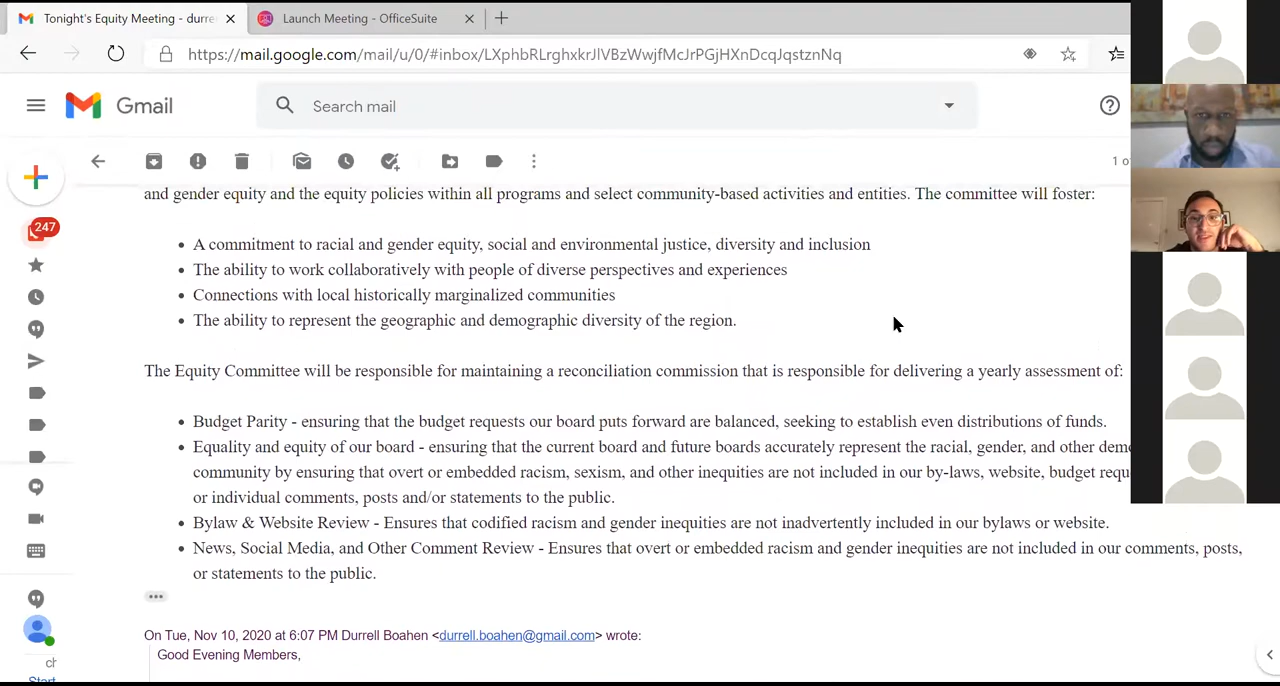 Tonight's Equity Meeting - durre
Launch Meeting - OfficeSuite
https://mail.google.com/mail/u/0/#inbox/LXphbRLrghxkrJlVBzWwjfMcJrPGjHXnDcqJqstznNq
Gmail
Search mail
1 o
and gender equity and the equity policies within all programs and select community-based activities and entities. The committee will foster:
247
• A commitment to racial and gender equity, social and environmental justice, diversity and inclusion
• The ability to work collaboratively with people of diverse perspectives and experiences
• Connections with local historically marginalized communities
• The ability to represent the geographic and demographic diversity of the region.
The Equity Committee will be responsible for maintaining a reconciliation commission that is responsible for delivering a yearly assessment of:
• Budget Parity - ensuring that the budget requests our board puts forward are balanced, seeking to establish even distributions of funds.
• Equality and equity of our board - ensuring that the current board and future boards accurately represent the racial, gender, and other dem
community by ensuring that overt or embedded racism, sexism, and other inequities are not included in our by-laws, website, budget requ
or individual comments, posts and/or statements to the public.
• Bylaw & Website Review - Ensures that codified racism and gender inequities are not inadvertently included in our bylaws or website.
• News, Social Media, and Other Comment Review - Ensures that overt or embedded racism and gender inequities are not included in our comments, posts,
or statements to the public.
On Tue, Nov 10, 2020 at 6:07 PM Durrell Boahen <durrell.boahen@gmail.com> wrote:
Good Evening Members,
ch
Start